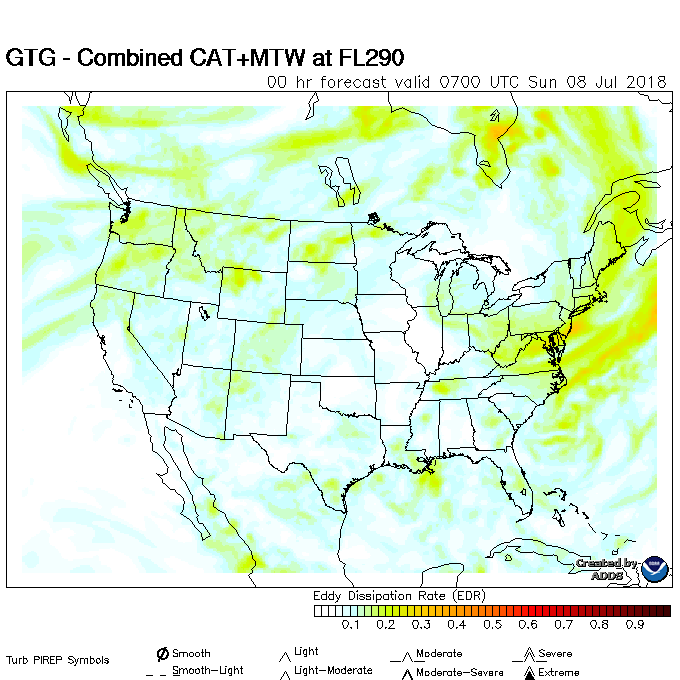 GTG - Combined CAT+MTW at FL290
00 hr forecast valid 0700 UTC Sun 08 Jul 2018
Created by
ADDS
Eddy Dissipation Rate (EDR)
0.1 0.2 0.3 0.4 0.5 0.6 0.7 0.8 0.9
Turb PIREP Symbols
Smooth Light Moderate Severe
Smooth-Light Light-Moderate Moderate-Severe Extreme